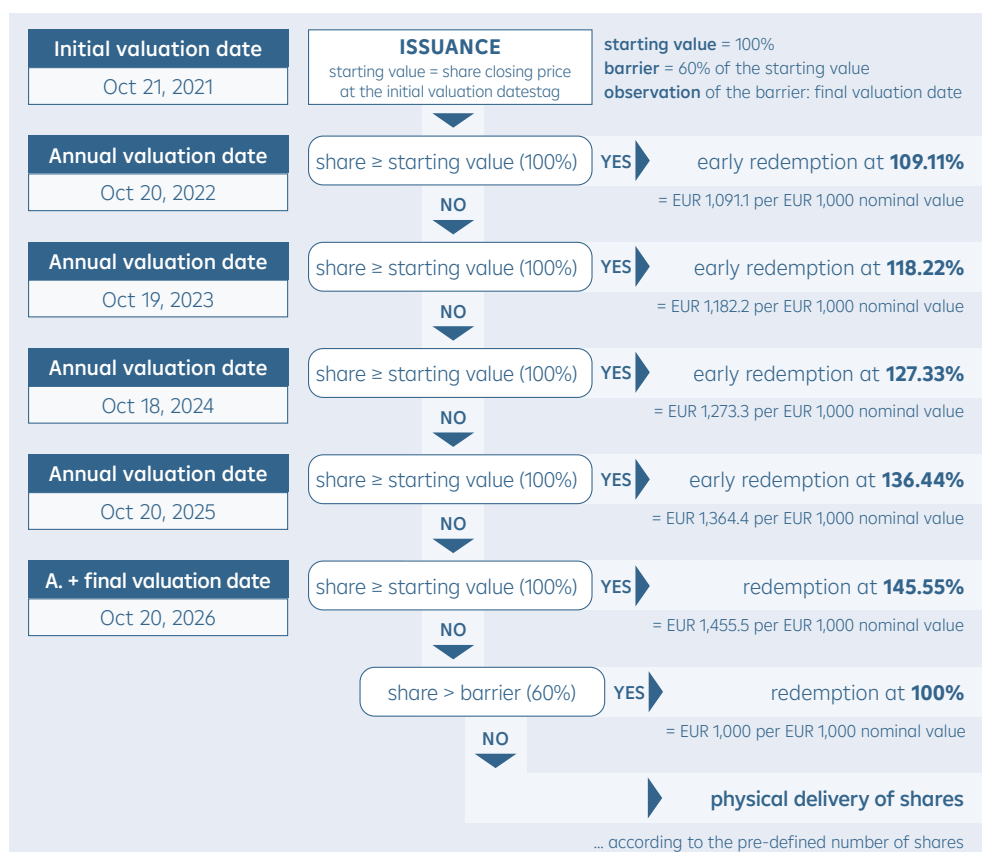 Initial valuation date
Oct 21, 2021
ISSUANCE
starting value = share closing price
at the initial valuation datestag
starting value = 100%
barrier = 60% of the starting value
observation of the barrier: final valuation date
Annual valuation date
Oct 20, 2022
share ≥ starting value (100%)
YES
early redemption at 109.11%
= EUR 1,091.1 per EUR 1,000 nominal value
NO
Annual valuation date
Oct 19, 2023
share ≥ starting value (100%)
YES
early redemption at 118.22%
= EUR 1,182.2 per EUR 1,000 nominal value
NO
Annual valuation date
Oct 18, 2024
share ≥ starting value (100%)
YES
early redemption at 127.33%
= EUR 1,273.3 per EUR 1,000 nominal value
NO
Annual valuation date
Oct 20, 2025
share ≥ starting value (100%)
YES
early redemption at 136.44%
= EUR 1,364.4 per EUR 1,000 nominal value
NO
A. + final valuation date
Oct 20, 2026
share ≥ starting value (100%)
YES
redemption at 145.55%
= EUR 1,455.5 per EUR 1,000 nominal value
NO
share > barrier (60%)
YES
redemption at 100%
= EUR 1,000 per EUR 1,000 nominal value
NO
physical delivery of shares
... according to the pre-defined number of shares